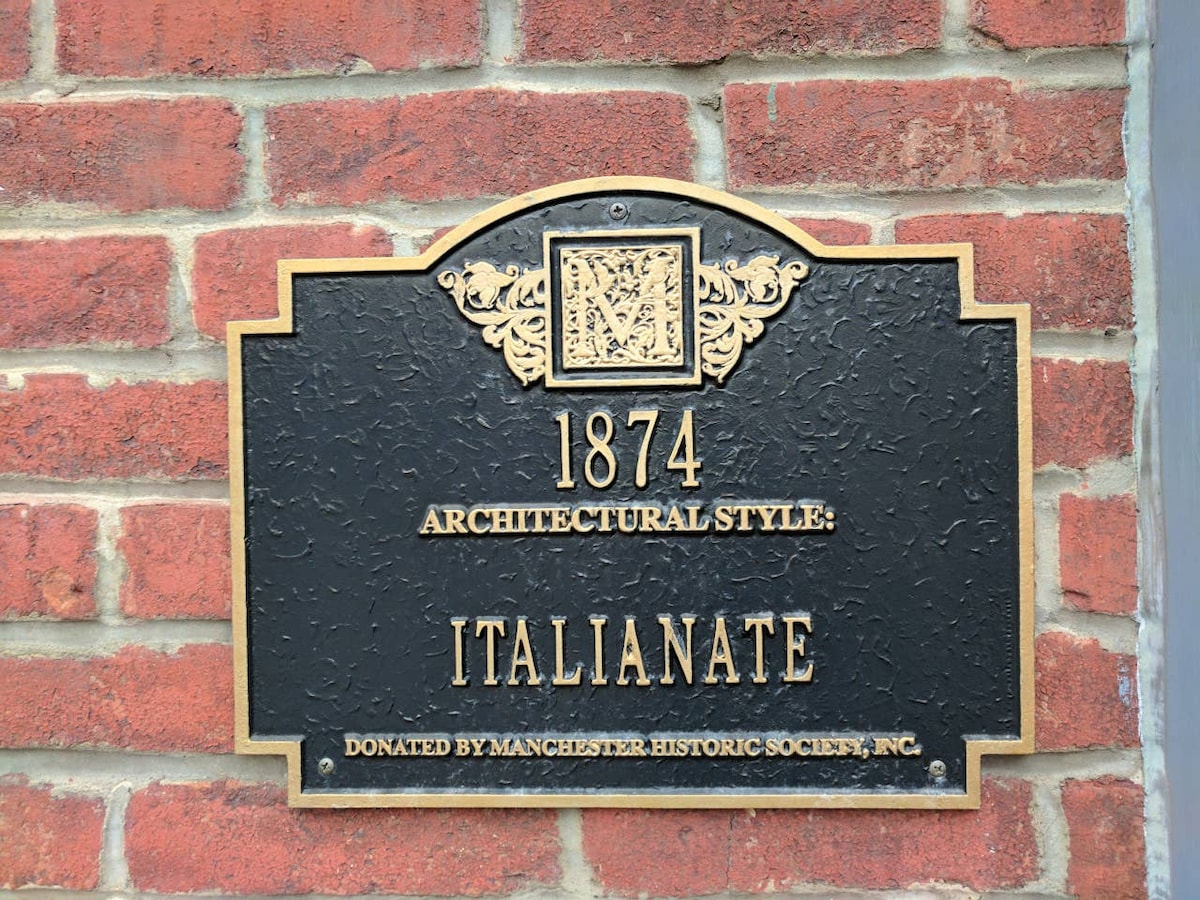 M
1874
ARCHITECTURAL STYLE:
ITALIANATE
DONATED BY MANCHESTER HISTORIC SOCIETY, INC.